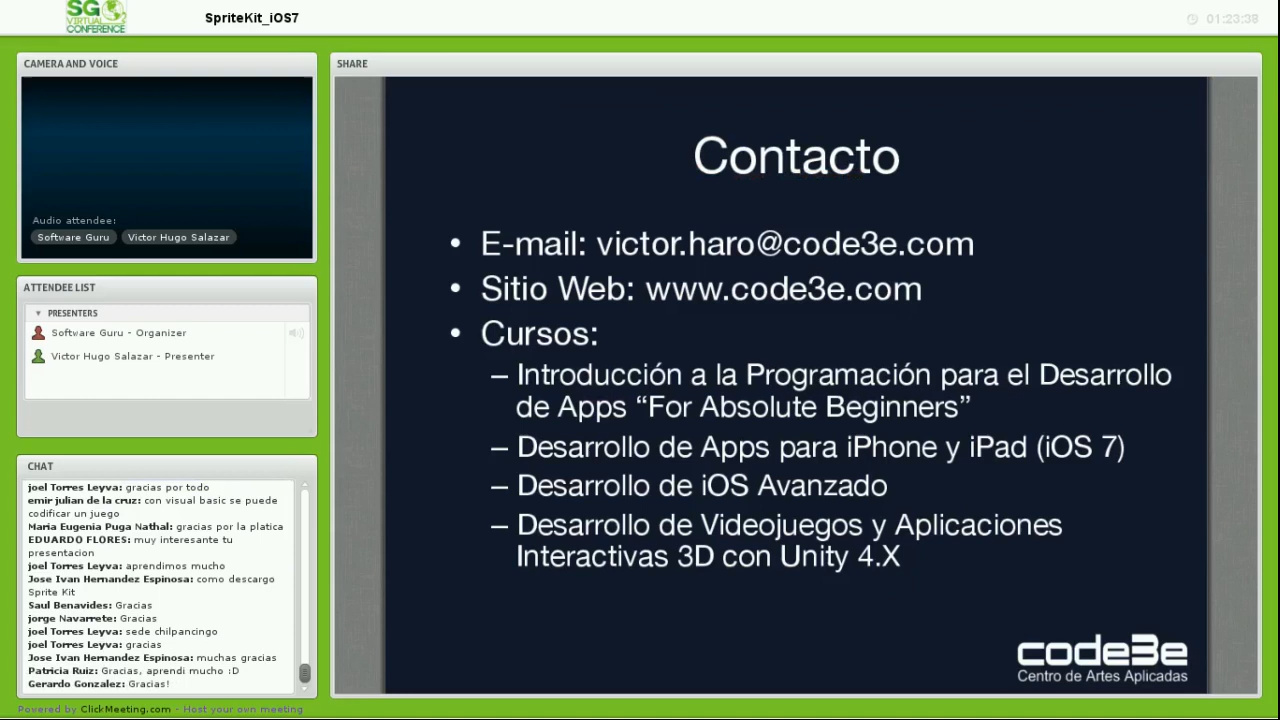 SG
VIRTUAL
CONFERENCE
SpriteKit_iOS7
01:23:38
CAMERA AND VOICE
Audio attendee:
Software Guru
Victor Hugo Salazar
ATTENDEE LIST
PRESENTERS
Software Guru - Organizer
Victor Hugo Salazar - Presenter
CHAT
joel Torres Leyva: gracias por todo
emir julian de la cruz: con visual basic se puede
codificar un juego
Maria Eugenia Puga Nathal: gracias por la platica
EDUARDO FLORES: muy interesante tu
presentacion
joel Torres Leyva: aprendimos mucho
Jose Ivan Hernandez Espinosa: como descargo
Sprite Kit
Saul Benavides: Gracias
jorge Navarrete: Gracias
joel Torres Leyva: sede chilpancingo
joel Torres Leyva: gracias
Jose Ivan Hernandez Espinosa: muchas gracias
Patricia Ruiz: Gracias, aprendi mucho :D
Gerardo Gonzalez: Gracias!
SHARE
Contacto
• E-mail: victor.haro@code3e.com
• Sitio Web: www.code3e.com
• Cursos:
– Introducción a la Programación para el Desarrollo
de Apps “For Absolute Beginners”
– Desarrollo de Apps para iPhone y iPad (iOS 7)
– Desarrollo de iOS Avanzado
– Desarrollo de Videojuegos y Aplicaciones
Interactivas 3D con Unity 4.X
code3e
Centro de Artes Aplicadas
Powered by ClickMeeting.com - Host your own meeting